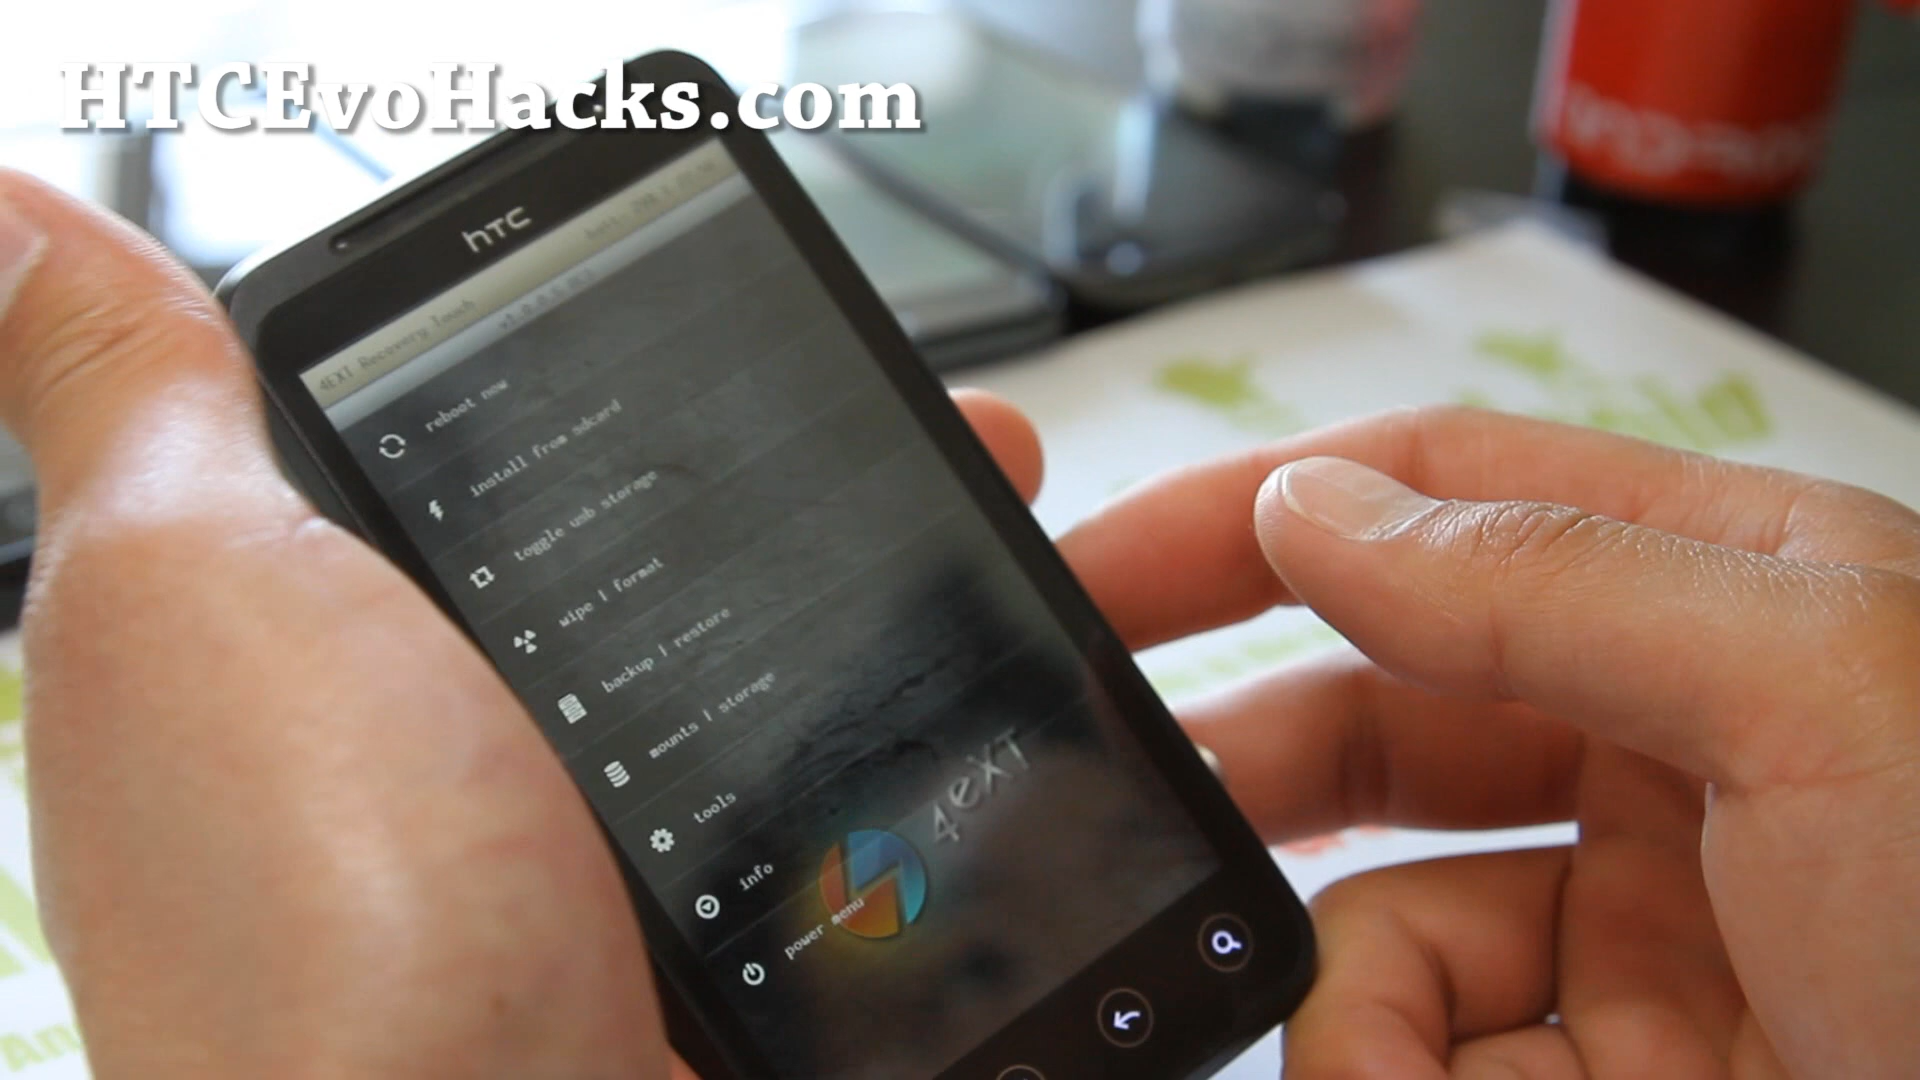 HTCEvoHacks.com
hTC
4EXT Recovery Touch
reboot now
install from sdcard
toggle usb storage
wipe | format
backup | restore
mounts | storage
tools
info
power menu
4eXT